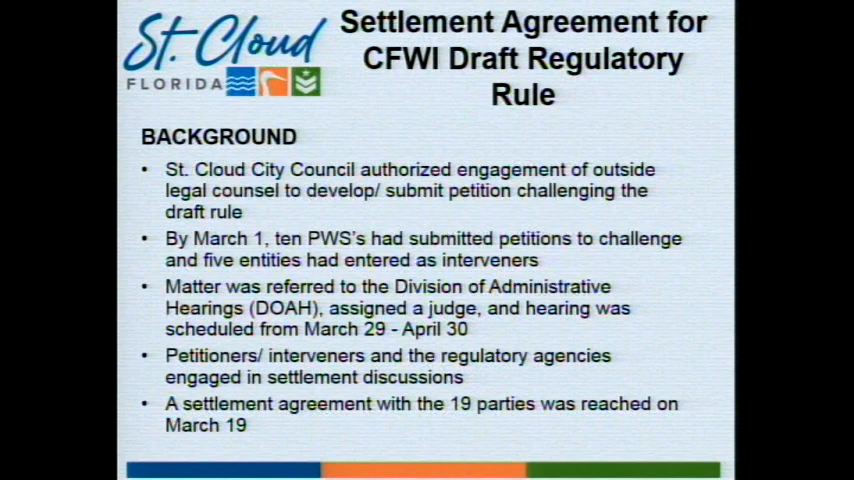 St. Cloud
FLORIDA
Settlement Agreement for
CFWI Draft Regulatory
Rule
BACKGROUND
• St. Cloud City Council authorized engagement of outside
legal counsel to develop/ submit petition challenging the
draft rule
• By March 1, ten PWS's had submitted petitions to challenge
and five entities had entered as interveners
• Matter was referred to the Division of Administrative
Hearings (DOAH), assigned a judge, and hearing was
scheduled from March 29 - April 30
• Petitioners/ interveners and the regulatory agencies
engaged in settlement discussions
• A settlement agreement with the 19 parties was reached on
March 19